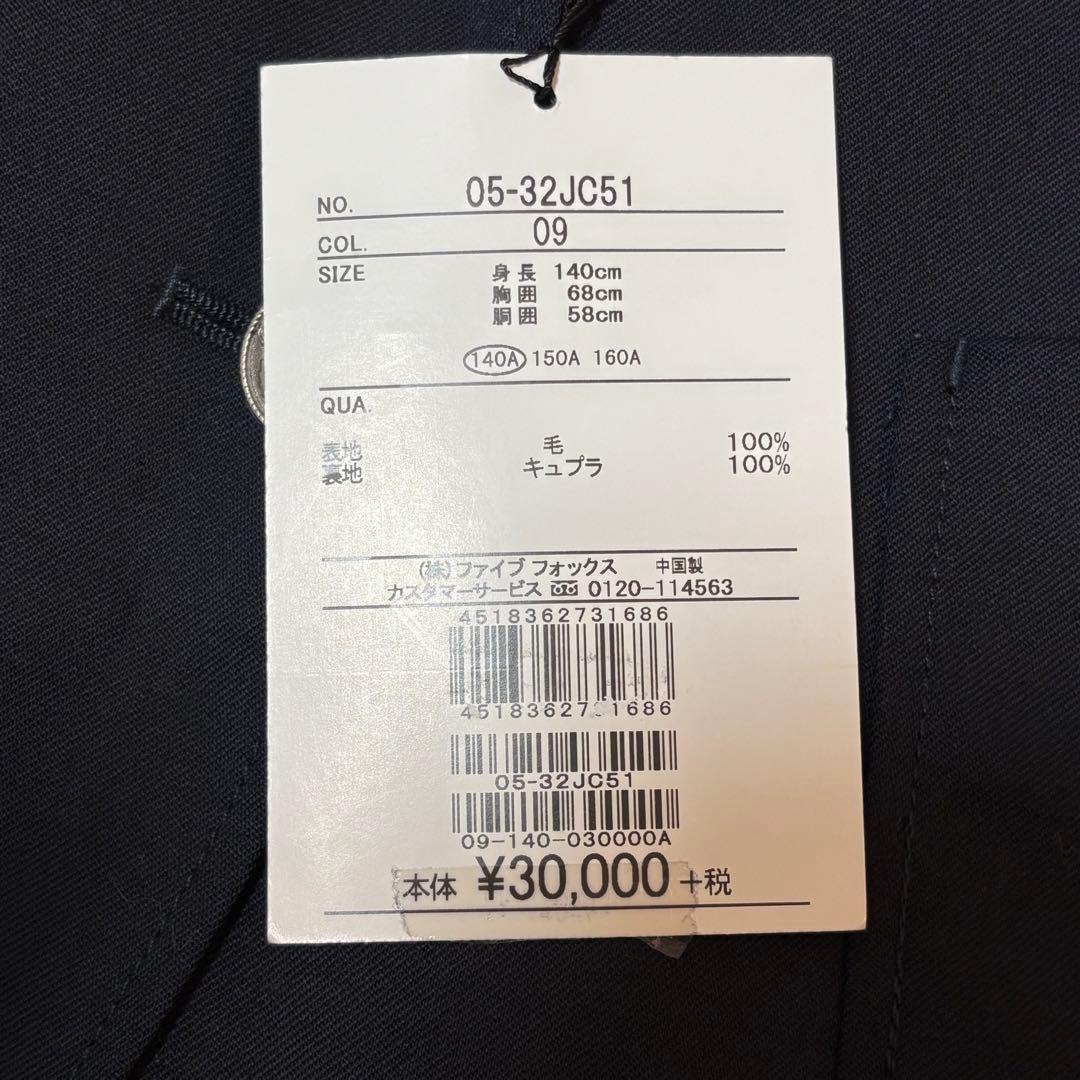 NO. 05-32JC51
COL. 09
SIZE 身長 140cm
胸囲 68cm
胴囲 58cm
140A 150A 160A
QUA.
表地 毛 100%
裏地 キュプラ 100%
(株)ファイブ フォックス 中国製
カスタマーサービス 0120-114563
4518362731686
4518362731686
05-32JC51
09-140-030000A
本体 ¥30,000 +税